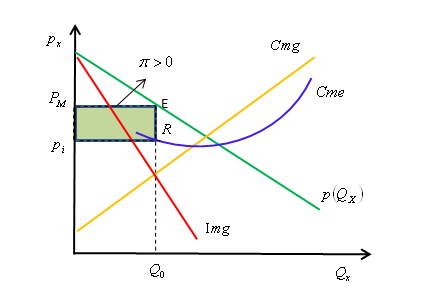 p_x
Cmg
π > 0
Cme
P_M
E
R
p_i
p(Q_X)
Img
Q_0
Q_x